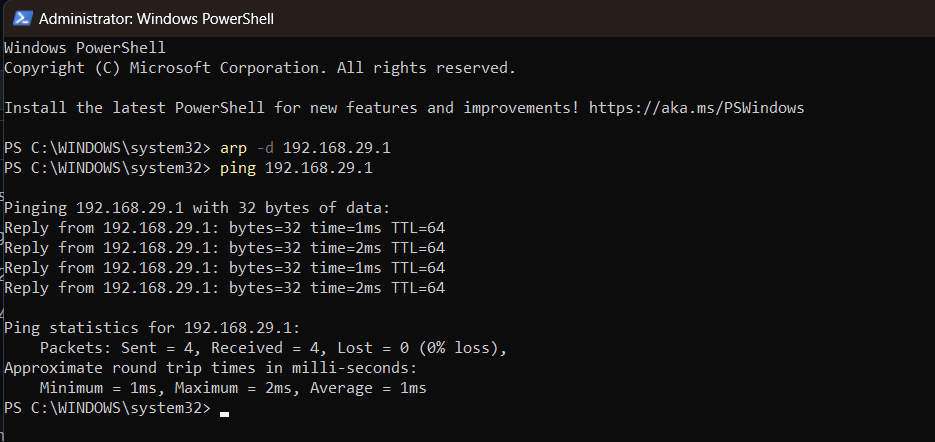 Administrator: Windows PowerShell
Windows PowerShell
Copyright (C) Microsoft Corporation. All rights reserved.
Install the latest PowerShell for new features and improvements! https://aka.ms/PSWindows
PS C:\WINDOWS\system32> arp -d 192.168.29.1
PS C:\WINDOWS\system32> ping 192.168.29.1
Pinging 192.168.29.1 with 32 bytes of data:
Reply from 192.168.29.1: bytes=32 time=1ms TTL=64
Reply from 192.168.29.1: bytes=32 time=2ms TTL=64
Reply from 192.168.29.1: bytes=32 time=1ms TTL=64
Reply from 192.168.29.1: bytes=32 time=2ms TTL=64
Ping statistics for 192.168.29.1:
    Packets: Sent = 4, Received = 4, Lost = 0 (0% loss),
Approximate round trip times in milli-seconds:
    Minimum = 1ms, Maximum = 2ms, Average = 1ms
PS C:\WINDOWS\system32>